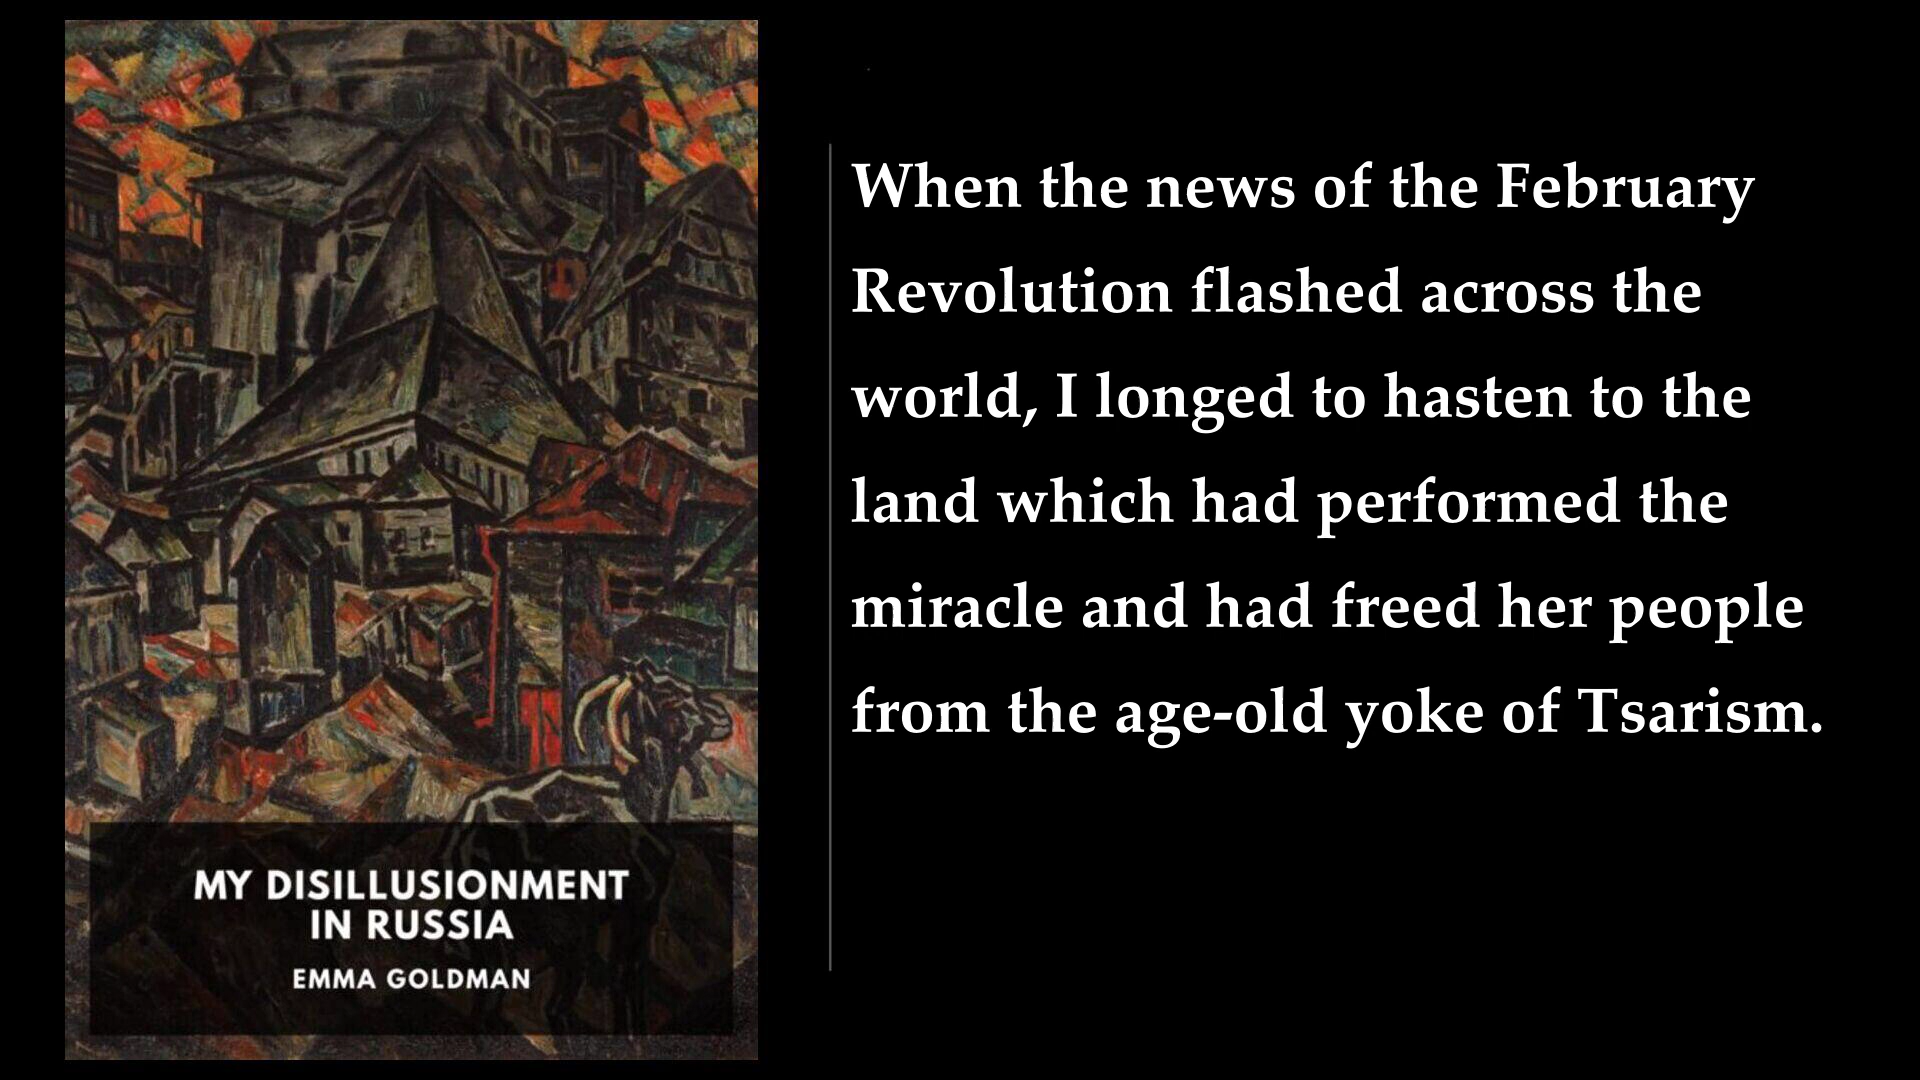 MY DISILLUSIONMENT
IN RUSSIA
EMMA GOLDMAN
When the news of the February
Revolution flashed across the
world, I longed to hasten to the
land which had performed the
miracle and had freed her people
from the age-old yoke of Tsarism.